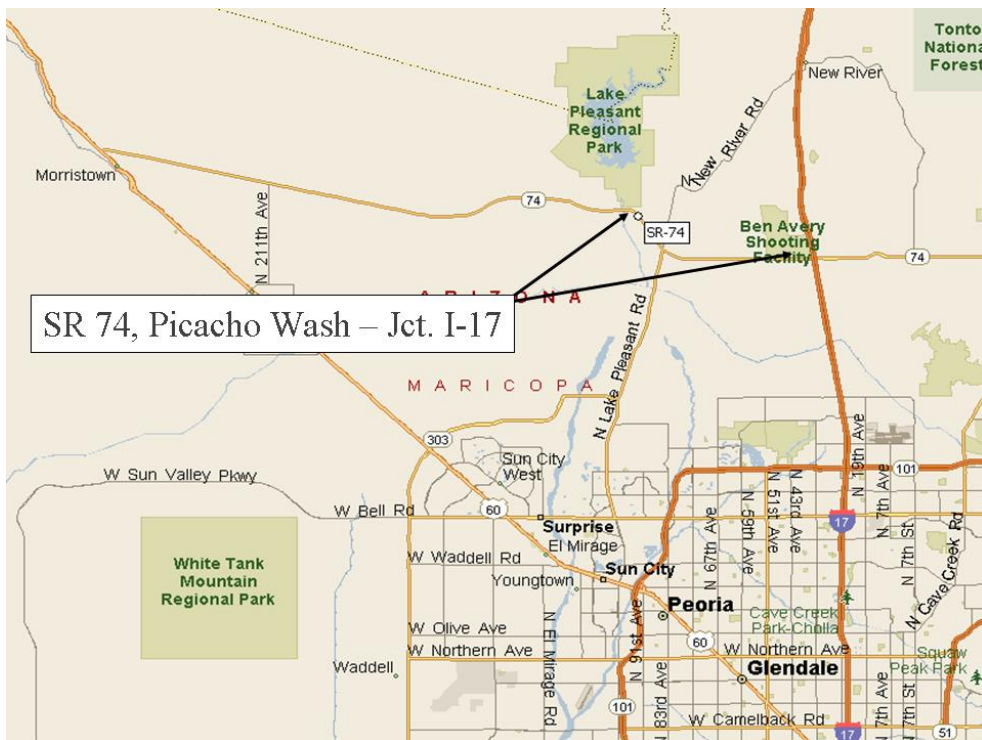 Tonto
National
Forest
New River
Lake
Pleasant
Regional
Park
N New River Rd
Morristown
74
N 211th Ave
SR-74
Ben Avery
Shooting
Facility
74
ARIZONA
SR 74, Picacho Wash – Jct. I-17
N Lake Pleasant Rd
MARICOPA
303
Sun City
West
W Sun Valley Pkwy
N 19th Ave
101
W Bell Rd
60
Surprise
17
N 7th Ave
N 7th St
N Cave Creek Rd
N 67th Ave
N 59th Ave
N 51st Ave
N 43rd Ave
El Mirage
W Waddell Rd
Sun City
Youngtown
White Tank
Mountain
Regional Park
Peoria
Cave Creek
Park-Cholla
W Olive Ave
W Northern Ave
60
W Northern Ave
Squaw
Peak Park
Waddell
Glendale
N El Mirage Rd
N 91st Ave
N 83rd Ave
101
W Camelback Rd
17
N 7th Ave
N 7th St
51